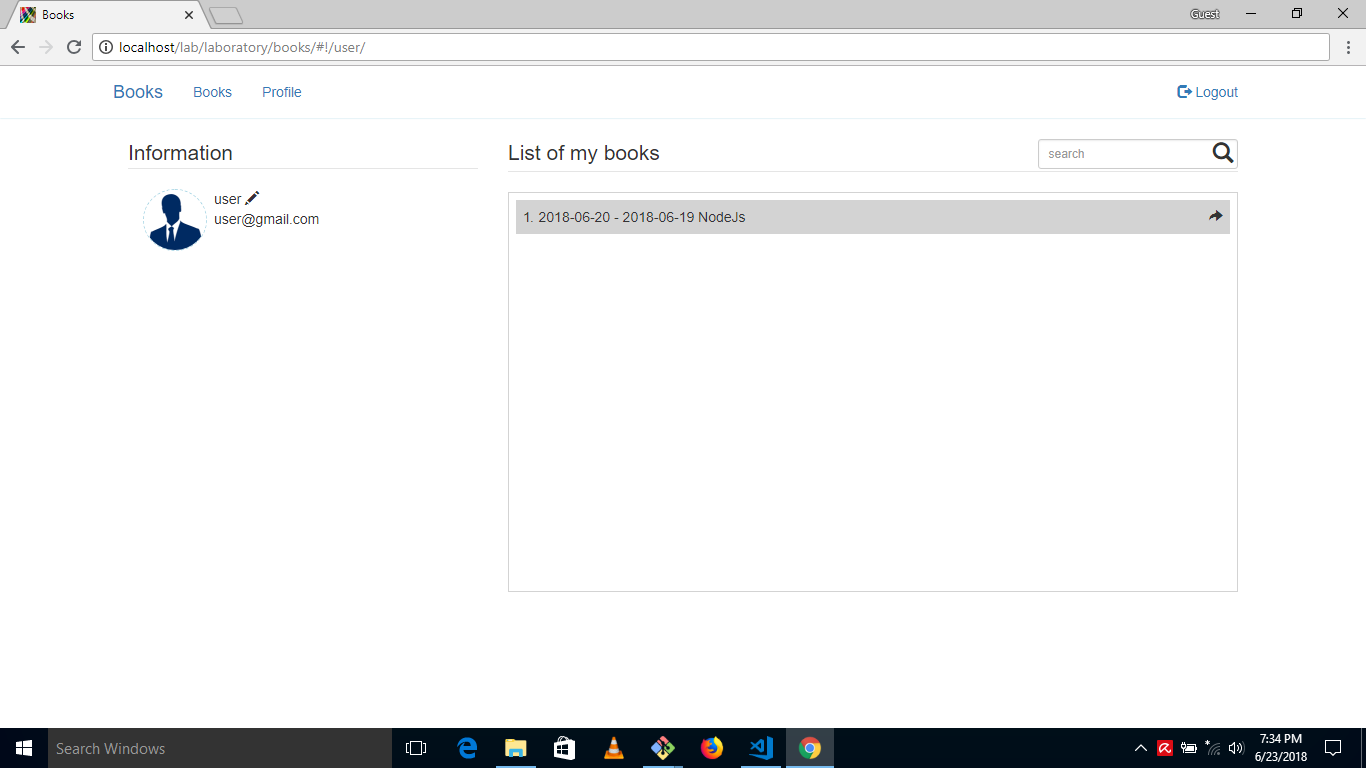 Books
Guest
localhost/lab/laboratory/books/#!/user/
Books Books Profile Logout
Information
user
user@gmail.com
List of my books
search
1. 2018-06-20 - 2018-06-19 NodeJs
Search Windows
7:34 PM
6/23/2018